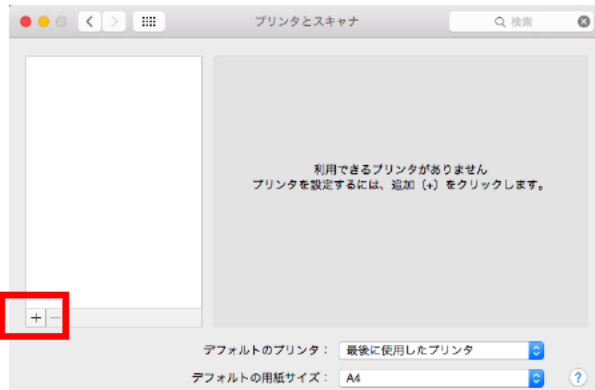 プリンタとスキャナ
検索
利用できるプリンタがありません
プリンタを設定するには、追加（+）をクリックします。
+ −
デフォルトのプリンタ： 最後に使用したプリンタ
デフォルトの用紙サイズ： A4
?